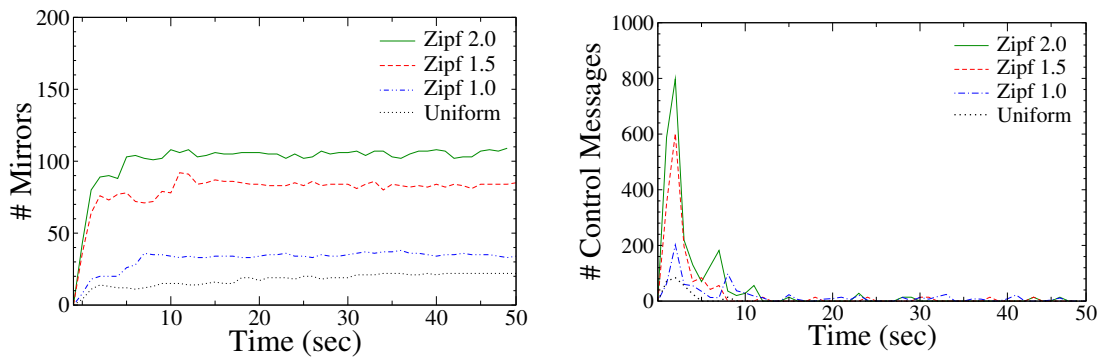 200
150
100
50
0
# Mirrors
Zipf 2.0
Zipf 1.5
Zipf 1.0
Uniform
10 20 30 40 50
Time (sec)
1000
800
600
400
200
0
# Control Messages
Zipf 2.0
Zipf 1.5
Zipf 1.0
Uniform
10 20 30 40 50
Time (sec)